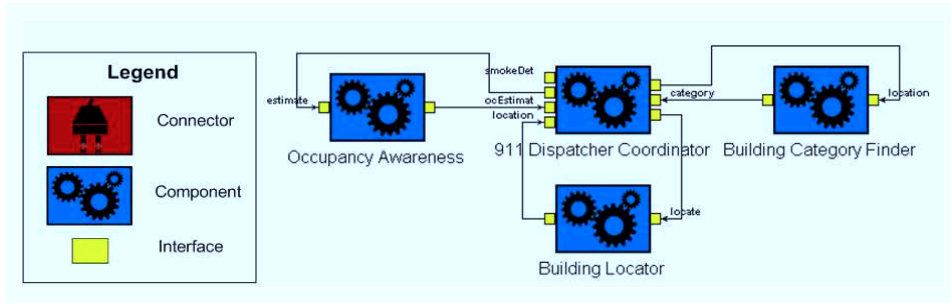 Legend
Connector
Component
Interface
estimate
Occupancy Awareness
smokeDet
ocEstimat
location
category
911 Dispatcher Coordinator
location
Building Category Finder
locate
Building Locator